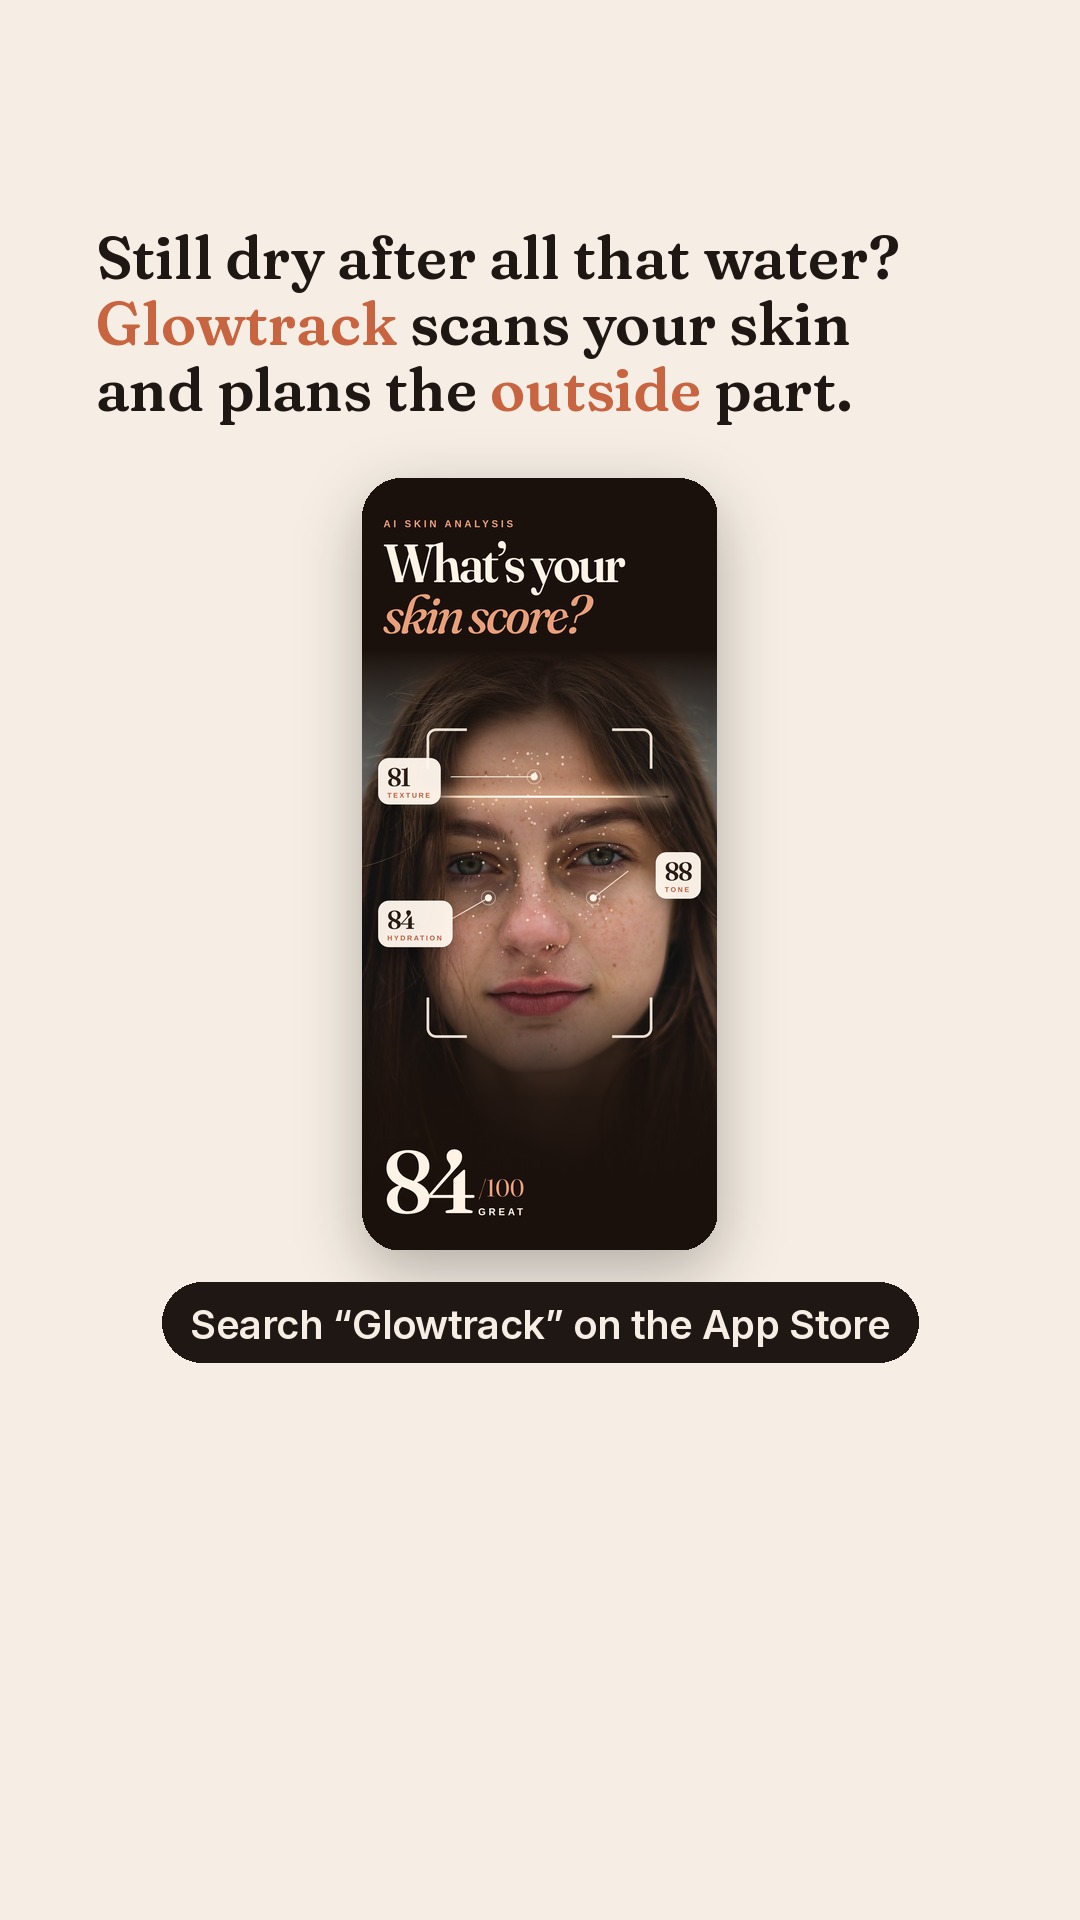 Still dry after all that water?
Glowtrack scans your skin
and plans the outside part.
AI SKIN ANALYSIS
What’s your
skin score?
81
TEXTURE
88
TONE
84
HYDRATION
84 /100
GREAT
Search “Glowtrack” on the App Store